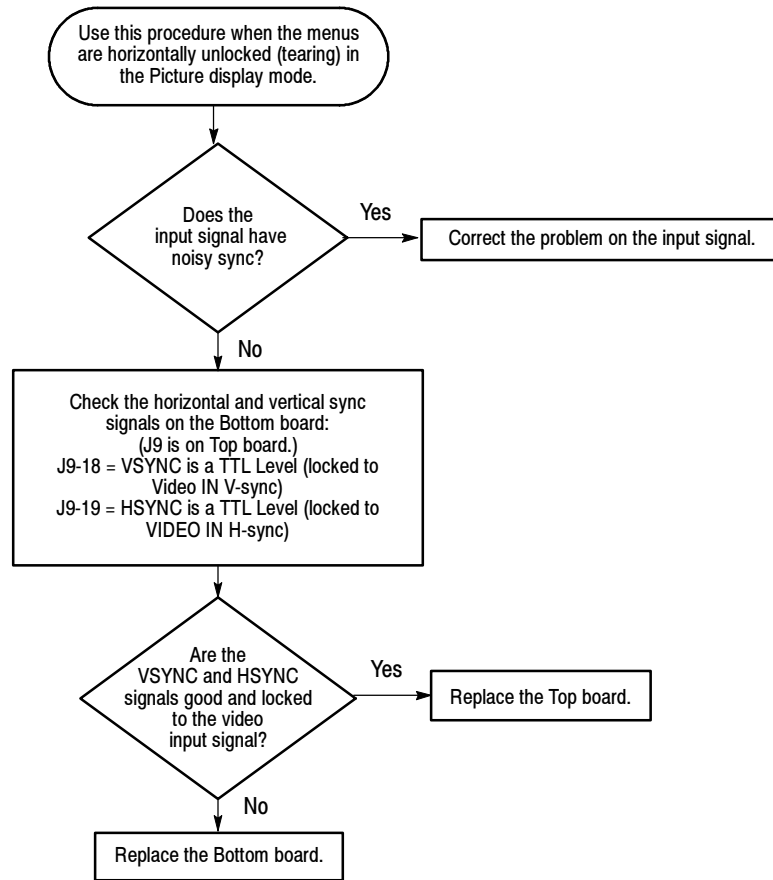 Use this procedure when the menus
are horizontally unlocked (tearing) in
the Picture display mode.
Does the
input signal have
noisy sync?
Yes
Correct the problem on the input signal.
No
Check the horizontal and vertical sync
signals on the Bottom board:
(J9 is on Top board.)
J9-18 = VSYNC is a TTL Level (locked to
Video IN V-sync)
J9-19 = HSYNC is a TTL Level (locked to
VIDEO IN H-sync)
Are the
VSYNC and HSYNC
signals good and locked
to the video
input signal?
Yes
Replace the Top board.
No
Replace the Bottom board.